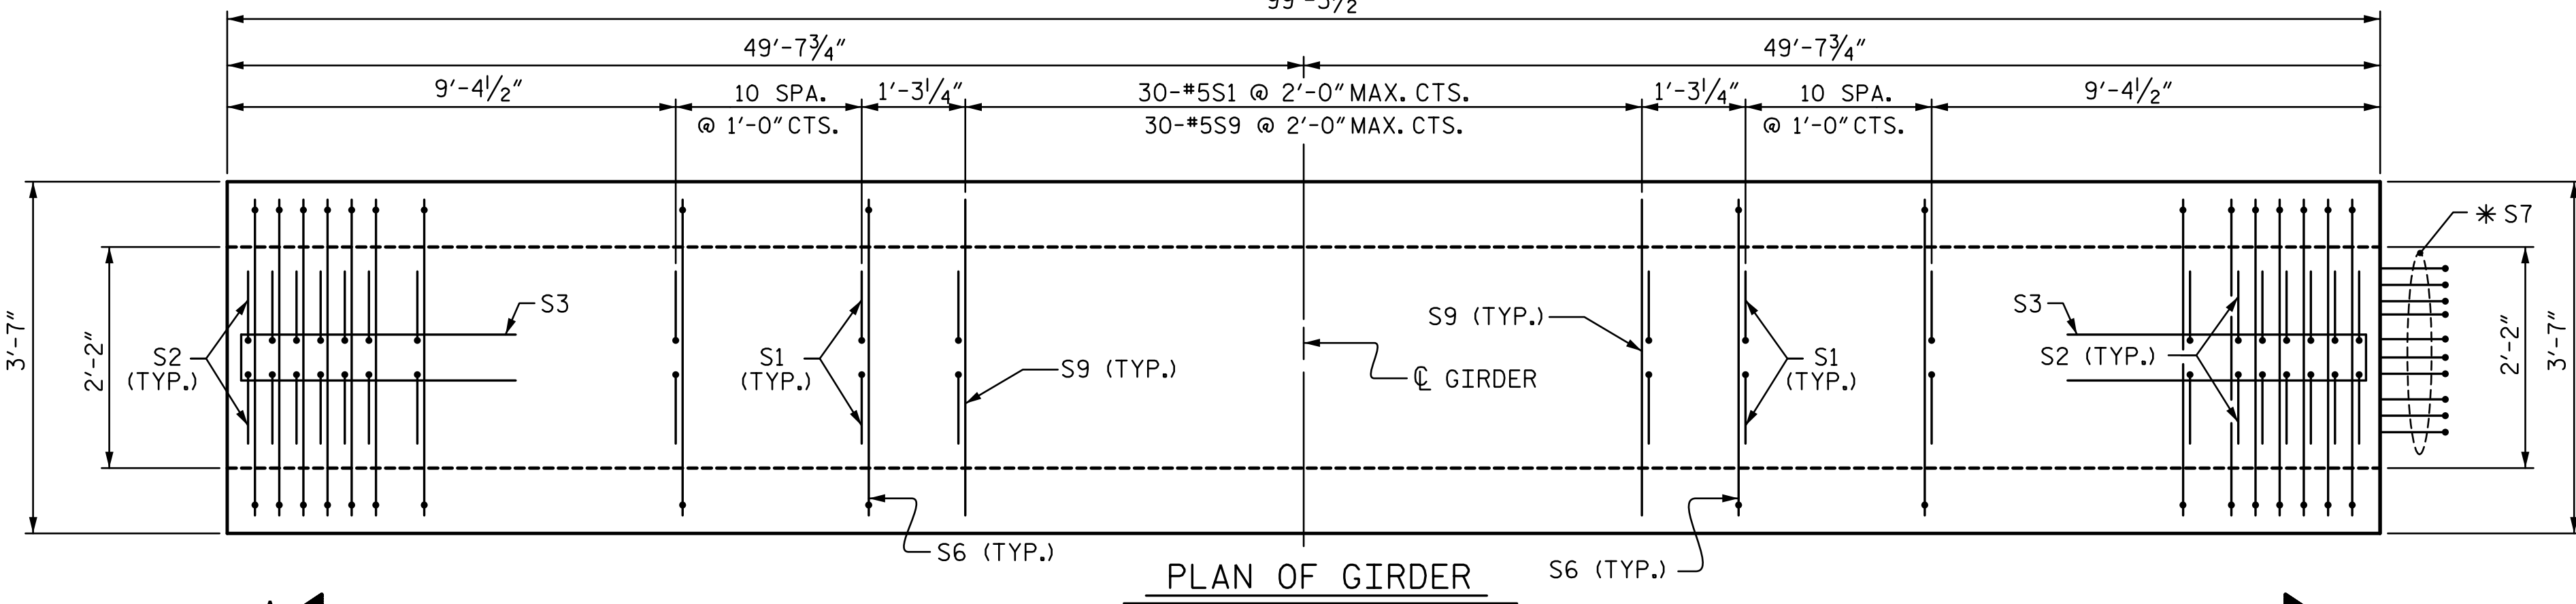 99'-3½"
49'-7¾" 49'-7¾"
9'-4½" 10 SPA. 1'-3¼" 30-#5S1 @ 2'-0" MAX. CTS. 1'-3¼" 10 SPA. 9'-4½"
@ 1'-0" CTS. 30-#5S9 @ 2'-0" MAX. CTS. @ 1'-0" CTS.
✳ S7
S3 S9 (TYP.) S3
3'-7" 2'-2" S2 S1 S9 (TYP.) S1 S2 (TYP.) 2'-2" 3'-7"
(TYP.) (TYP.) ℄ GIRDER (TYP.)
S6 (TYP.) S6 (TYP.)
PLAN OF GIRDER